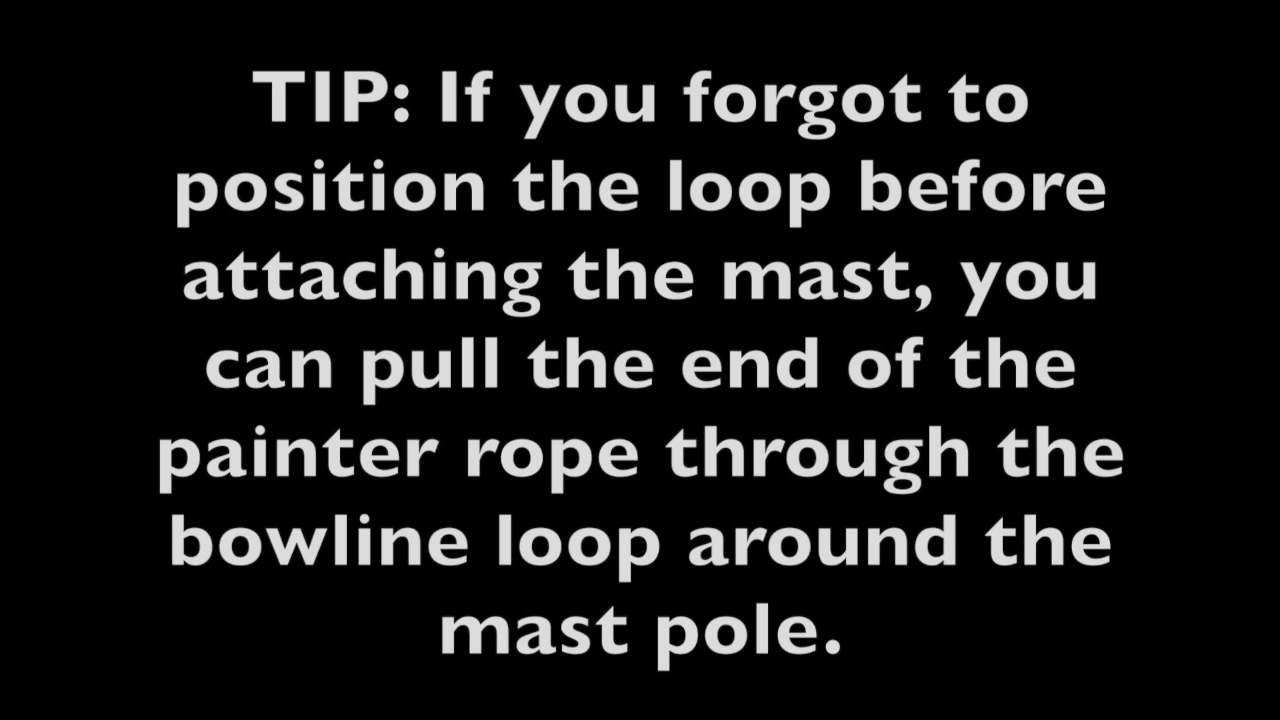 TIP: If you forgot to
position the loop before
attaching the mast, you
can pull the end of the
painter rope through the
bowline loop around the
mast pole.